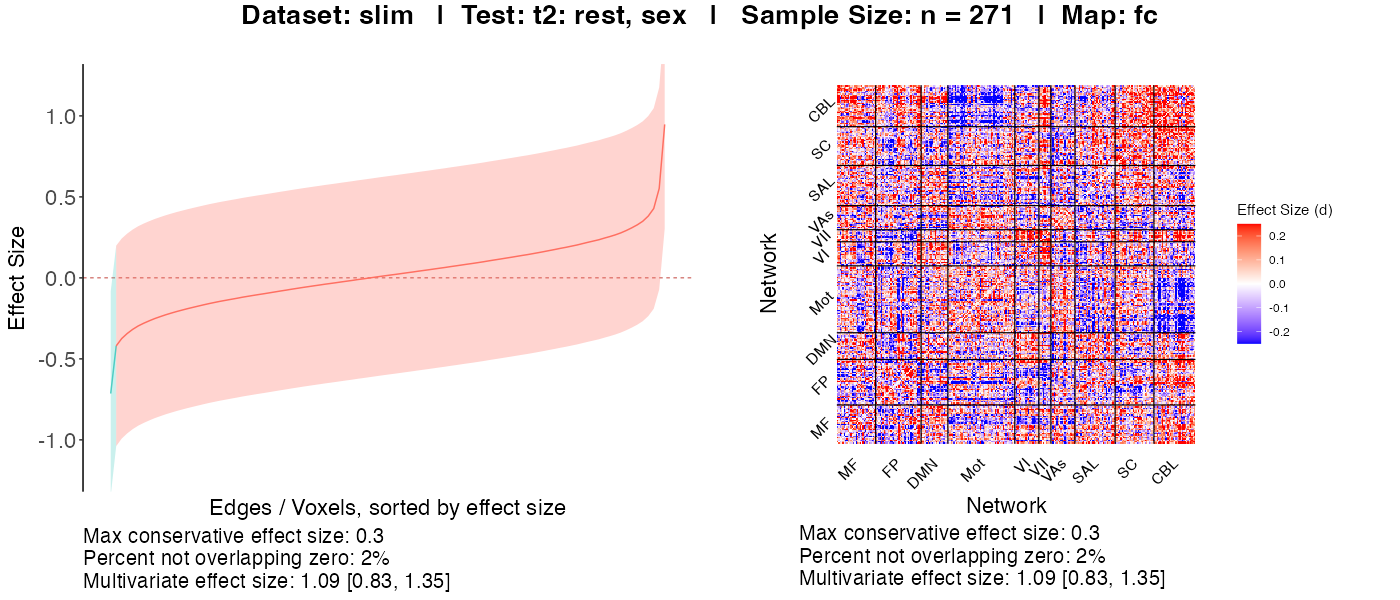 Dataset: slim | Test: t2: rest, sex | Sample Size: n = 271 | Map: fc
Effect Size
1.0
0.5
0.0
-0.5
-1.0
Edges / Voxels, sorted by effect size
Max conservative effect size: 0.3
Percent not overlapping zero: 2%
Multivariate effect size: 1.09 [0.83, 1.35]
Network
CBL
SC
SAL
VAs
VII
VI
Mot
DMN
FP
MF
MF
FP
DMN
Mot
VI
VII
VAs
SAL
SC
CBL
Network
Max conservative effect size: 0.3
Percent not overlapping zero: 2%
Multivariate effect size: 1.09 [0.83, 1.35]
Effect Size (d)
0.2
0.1
0.0
-0.1
-0.2